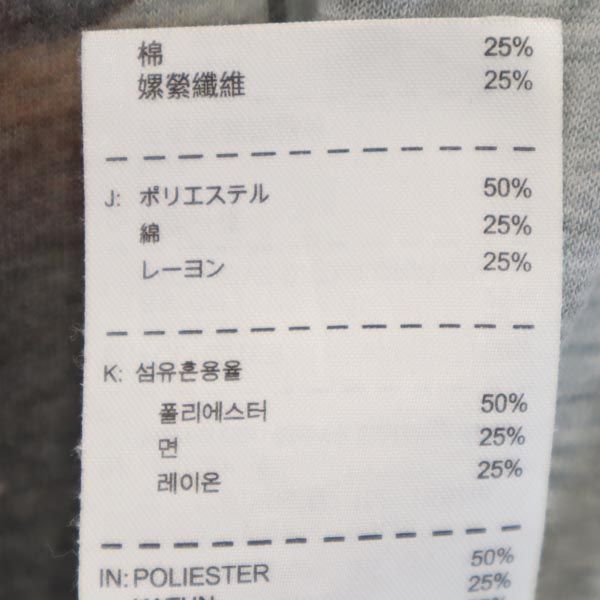 棉 25%
嫘縈纖維 25%
J: ポリエステル 50%
綿 25%
レーヨン 25%
K: 섬유혼용율
폴리에스터 50%
면 25%
레이온 25%
IN: POLIESTER 50%
25%